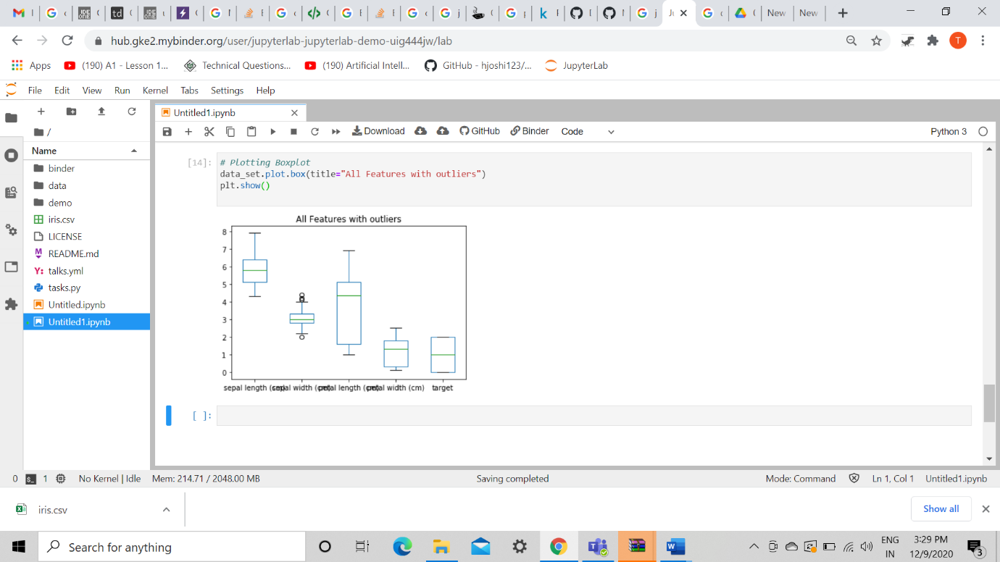 New
New
hub.gke2.mybinder.org/user/jupyterlab-jupyterlab-demo-uig444jw/lab
T
Apps
(190) A1 - Lesson 1...
Technical Questions...
(190) Artificial Intell...
GitHub - hjoshi123/...
JupyterLab
File Edit View Run Kernel Tabs Settings Help
Untitled1.ipynb
/
Download
GitHub
Binder
Code
Python 3
Name
binder
data
demo
iris.csv
LICENSE
README.md
talks.yml
tasks.py
Untitled.ipynb
Untitled1.ipynb
[14]:
# Plotting Boxplot
data_set.plot.box(title="All Features with outliers")
plt.show()
All Features with outliers
8
7
6
5
4
3
2
1
0
sepal length (cm)
sepal width (cm)
petal length (cm)
petal width (cm)
target
[ ]:
0
1
No Kernel | Idle
Mem: 214.71 / 2048.00 MB
Saving completed
Mode: Command
Ln 1, Col 1
Untitled1.ipynb
iris.csv
Show all
Search for anything
ENG
IN
3:29 PM
12/9/2020
3